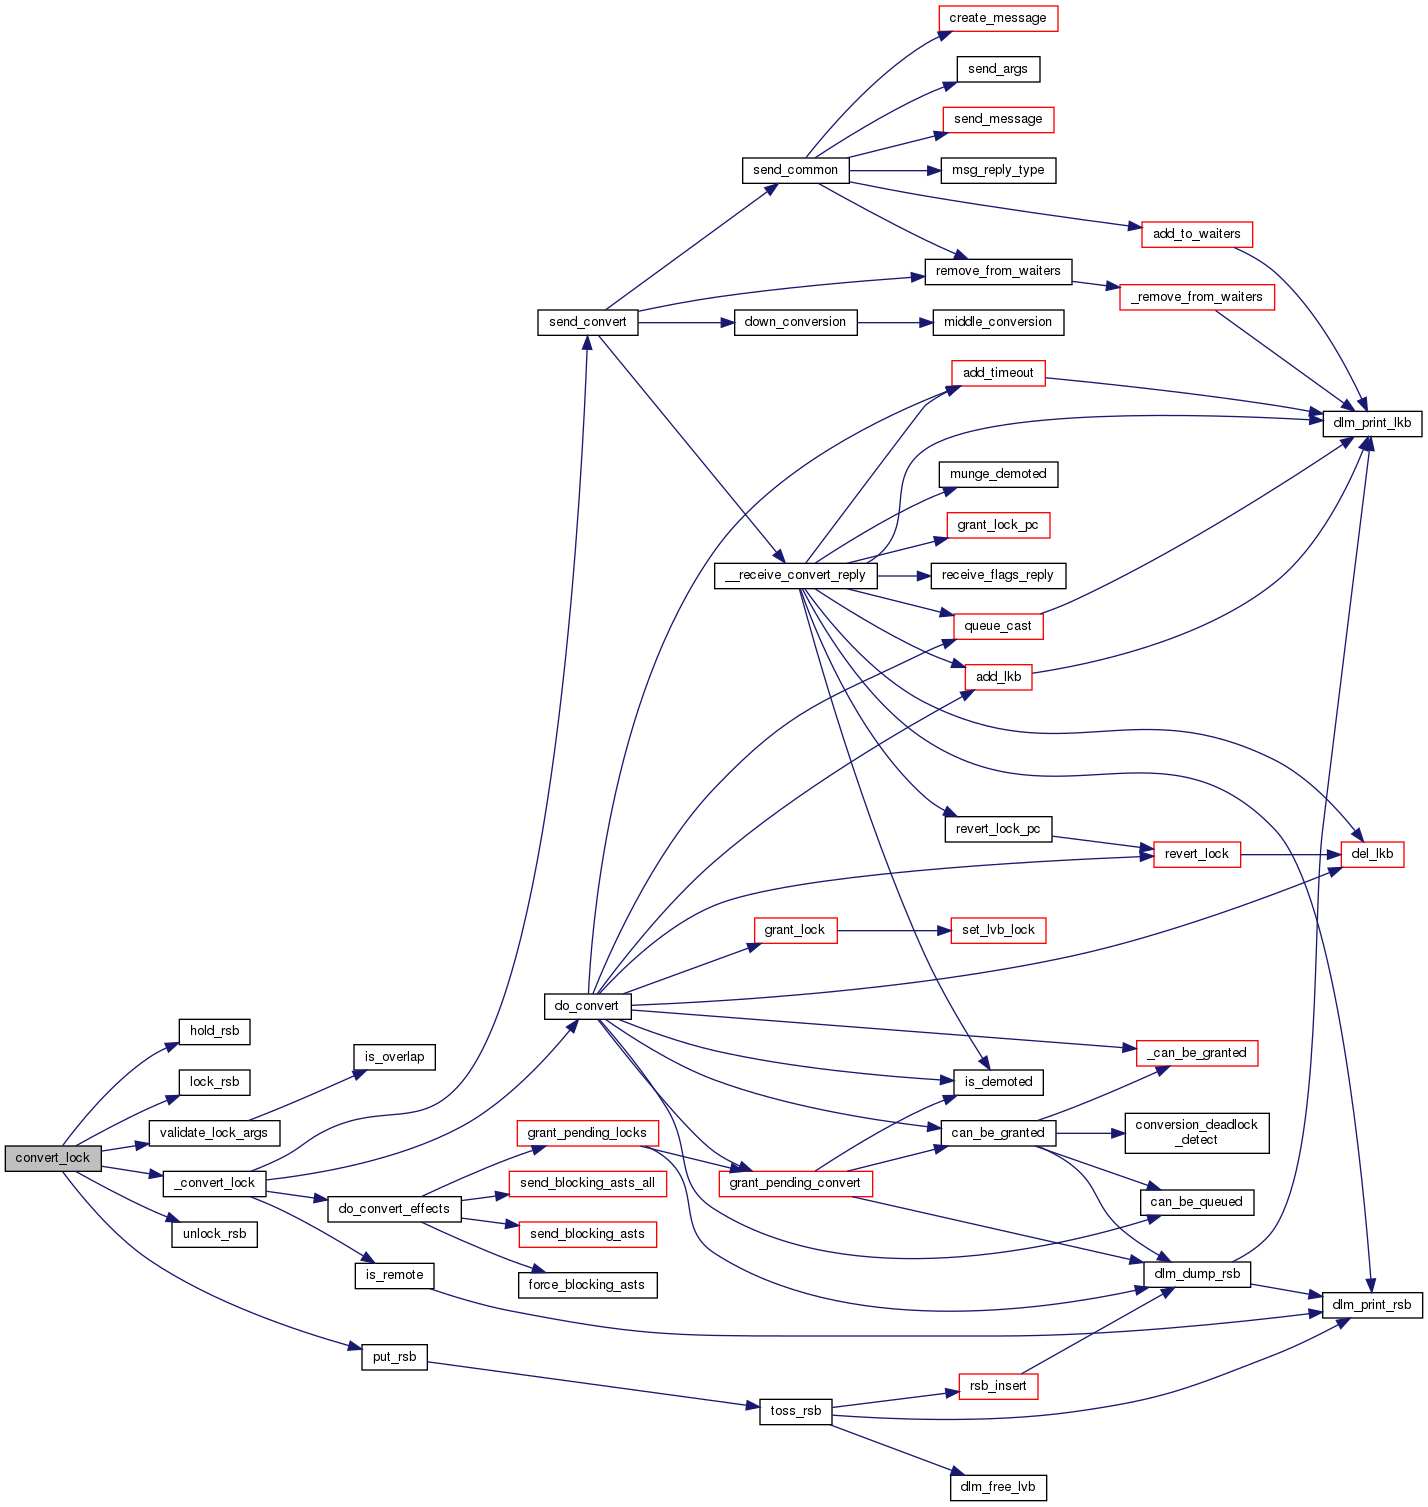 create_message
send_args
send_message
send_common
msg_reply_type
add_to_waiters
remove_from_waiters
_remove_from_waiters
send_convert
down_conversion
middle_conversion
add_timeout
dlm_print_lkb
munge_demoted
grant_lock_pc
__receive_convert_reply
receive_flags_reply
queue_cast
add_lkb
revert_lock_pc
revert_lock
del_lkb
grant_lock
set_lvb_lock
do_convert
hold_rsb
is_overlap
_can_be_granted
lock_rsb
is_demoted
validate_lock_args
grant_pending_locks
can_be_granted
conversion_deadlock
_detect
convert_lock
_convert_lock
send_blocking_asts_all
grant_pending_convert
do_convert_effects
can_be_queued
unlock_rsb
send_blocking_asts
is_remote
force_blocking_asts
dlm_dump_rsb
dlm_print_rsb
put_rsb
rsb_insert
toss_rsb
dlm_free_lvb